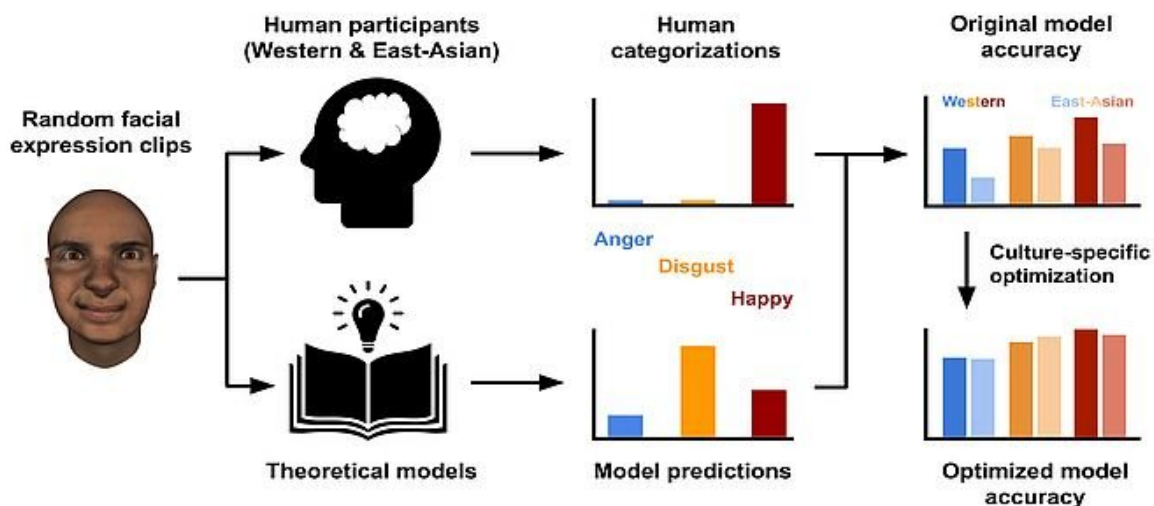 Human participants
(Western & East-Asian)
Human
categorizations
Original model
accuracy
Random facial
expression clips
Western
East-Asian
Anger
Disgust
Happy
Culture-specific
optimization
Theoretical models
Model predictions
Optimized model
accuracy